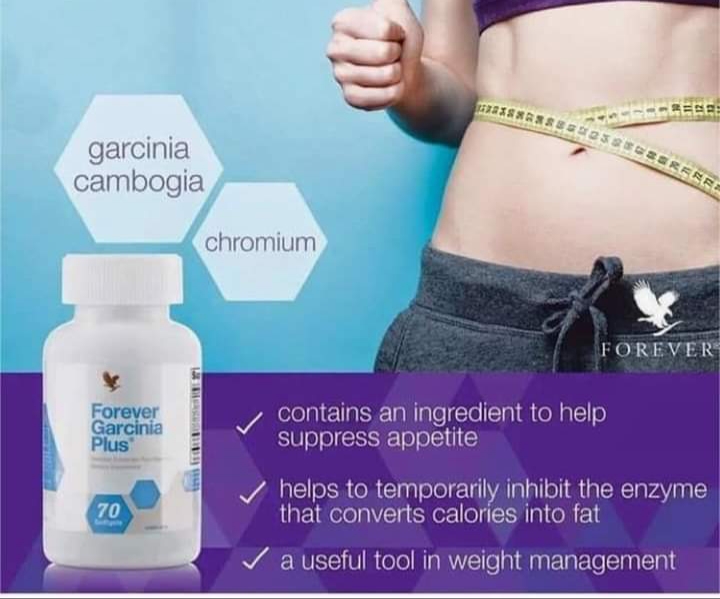 garcinia
cambogia
chromium
FOREVER
Forever
Garcinia
Plus®
70
Softgels
contains an ingredient to help
suppress appetite
helps to temporarily inhibit the enzyme
that converts calories into fat
a useful tool in weight management